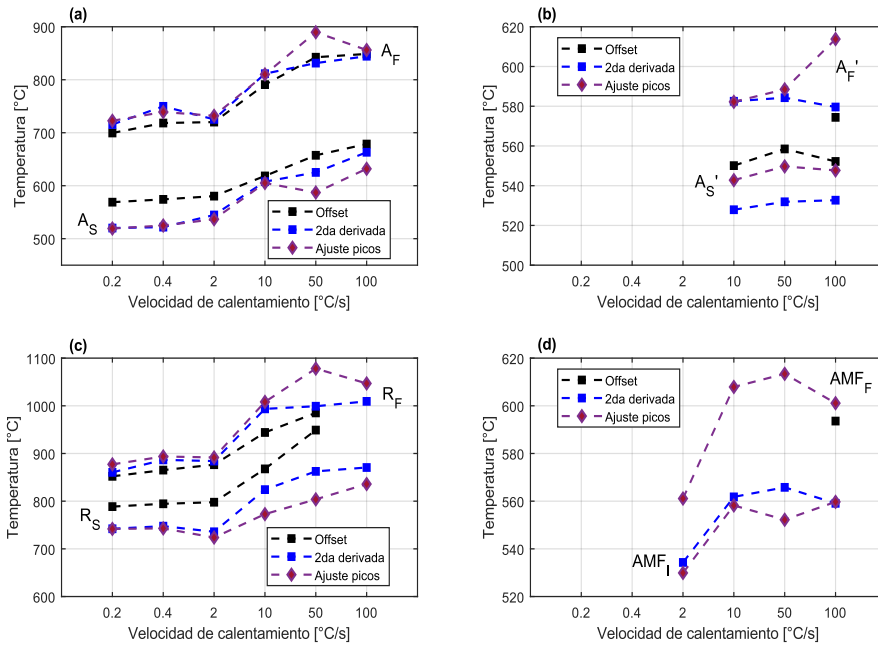 (a)
900
800
700
600
500
Temperatura [°C]
A_F
A_S
Offset
2da derivada
Ajuste picos
0.2 0.4 2 10 50 100
Velocidad de calentamiento [°C/s]
(b)
620
600
580
560
540
520
500
Temperatura [°C]
Offset
2da derivada
Ajuste picos
A_F'
A_S'
0.2 0.4 2 10 50 100
Velocidad de calentamiento [°C/s]
(c)
1100
1000
900
800
700
600
Temperatura [°C]
R_F
R_S
Offset
2da derivada
Ajuste picos
0.2 0.4 2 10 50 100
Velocidad de calentamiento [°C/s]
(d)
620
600
580
560
540
520
Temperatura [°C]
Offset
2da derivada
Ajuste picos
AMF_F
AMF_I
0.2 0.4 2 10 50 100
Velocidad de calentamiento [°C/s]